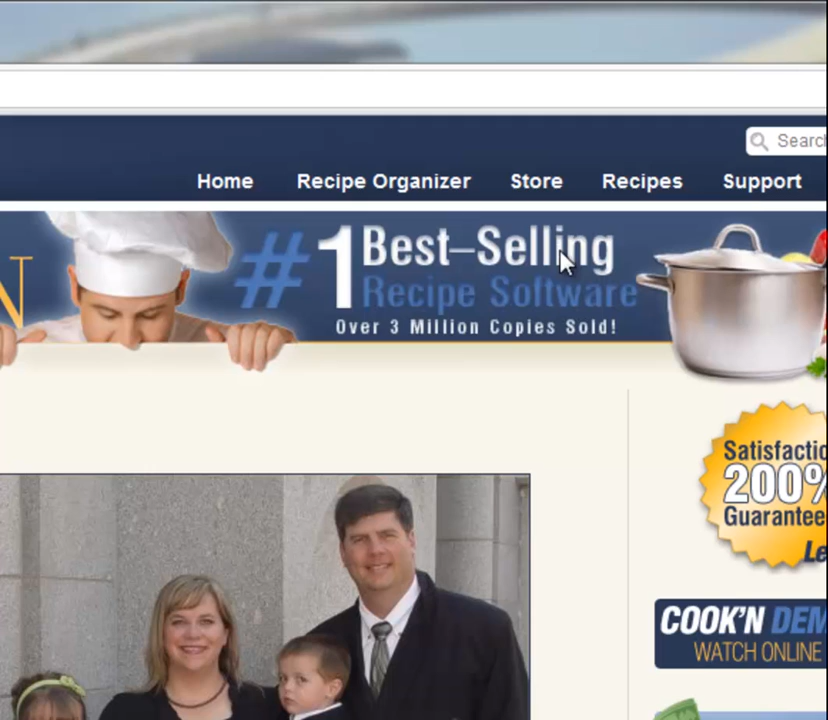 Search
Home Recipe Organizer Store Recipes Support
N
#1 Best-Selling
Recipe Software
Over 3 Million Copies Sold!
Satisfactio
200%
Guarantee
Le
COOK'N DEM
WATCH ONLINE